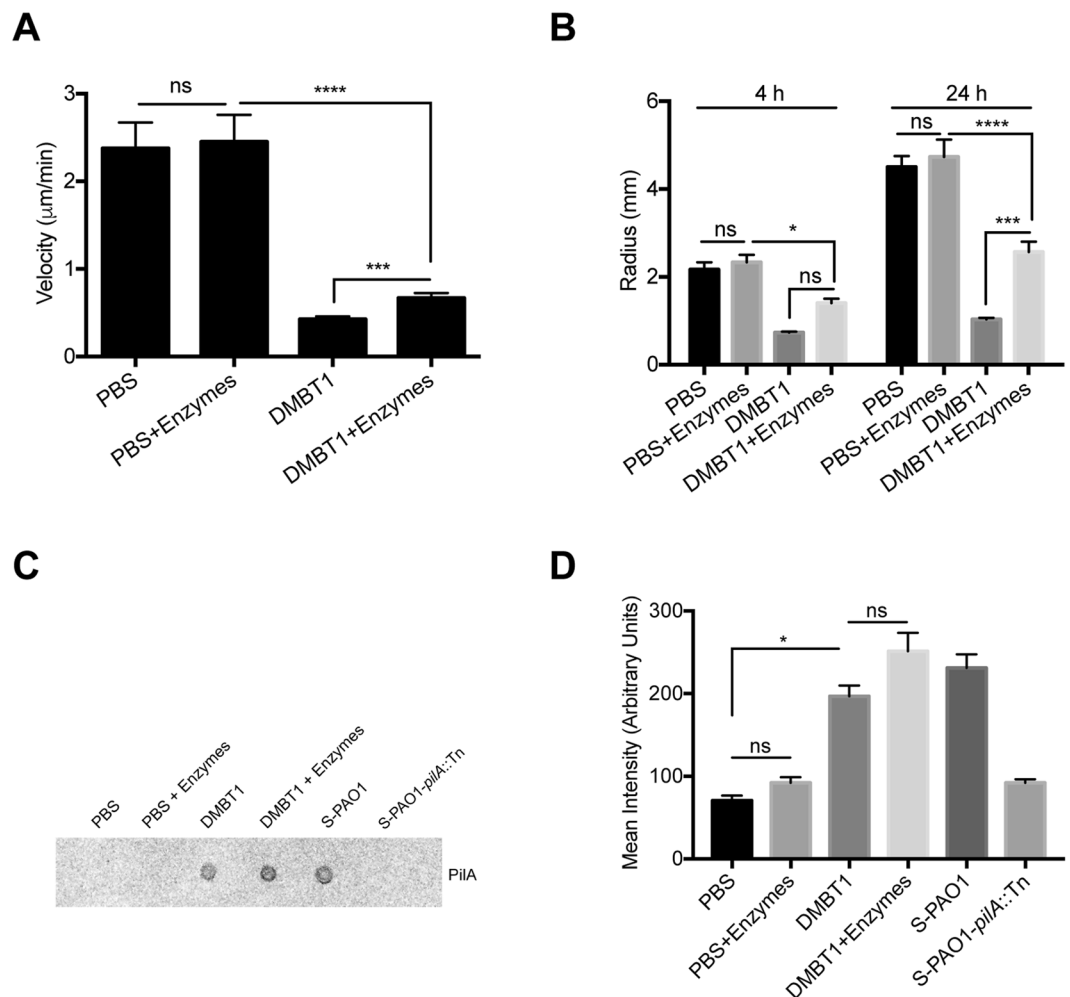 A
Velocity (μm/min)
3
2
1
0
ns
****
***
PBS
PBS+Enzymes
DMBT1
DMBT1+Enzymes
B
Radius (mm)
6
4
2
0
4 h
24 h
ns
*
ns
ns
****
***
PBS
PBS+Enzymes
DMBT1
DMBT1+Enzymes
PBS
PBS+Enzymes
DMBT1
DMBT1+Enzymes
C
PBS
PBS + Enzymes
DMBT1
DMBT1 + Enzymes
S-PAO1
S-PAO1-pilA::Tn
PilA
D
Mean Intensity (Arbitrary Units)
300
200
100
0
ns
*
ns
PBS
PBS+Enzymes
DMBT1
DMBT1+Enzymes
S-PAO1
S-PAO1-pilA::Tn